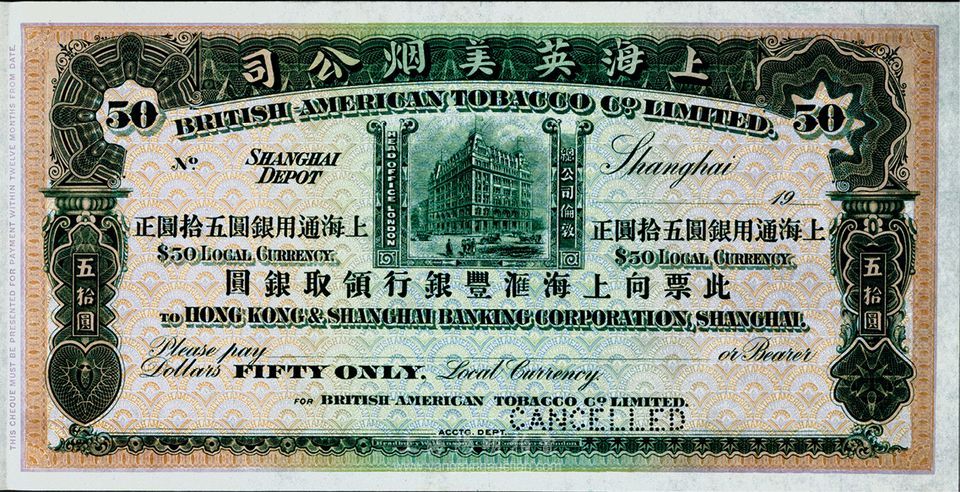 上海英美烟公司
50
50
BRITISH-AMERICAN TOBACCO Co. LIMITED.
No.
SHANGHAI
DEPOT
HEAD OFFICE LONDON
總公司倫敦
Shanghai
19
上海通用銀圓五拾圓正
上海通用銀圓五拾圓正
$50 LOCAL CURRENCY.
$50 LOCAL CURRENCY.
此票向上海滙豐銀行領取銀圓
TO HONG KONG & SHANGHAI BANKING CORPORATION, SHANGHAI.
五拾圓
五拾圓
Please pay or Bearer
Dollars FIFTY ONLY. Local Currency.
FOR BRITISH-AMERICAN TOBACCO Co. LIMITED.
CANCELLED
ACCTG. DEPT.
THIS CHEQUE MUST BE PRESENTED FOR PAYMENT WITHIN TWELVE MONTHS FROM DATE.